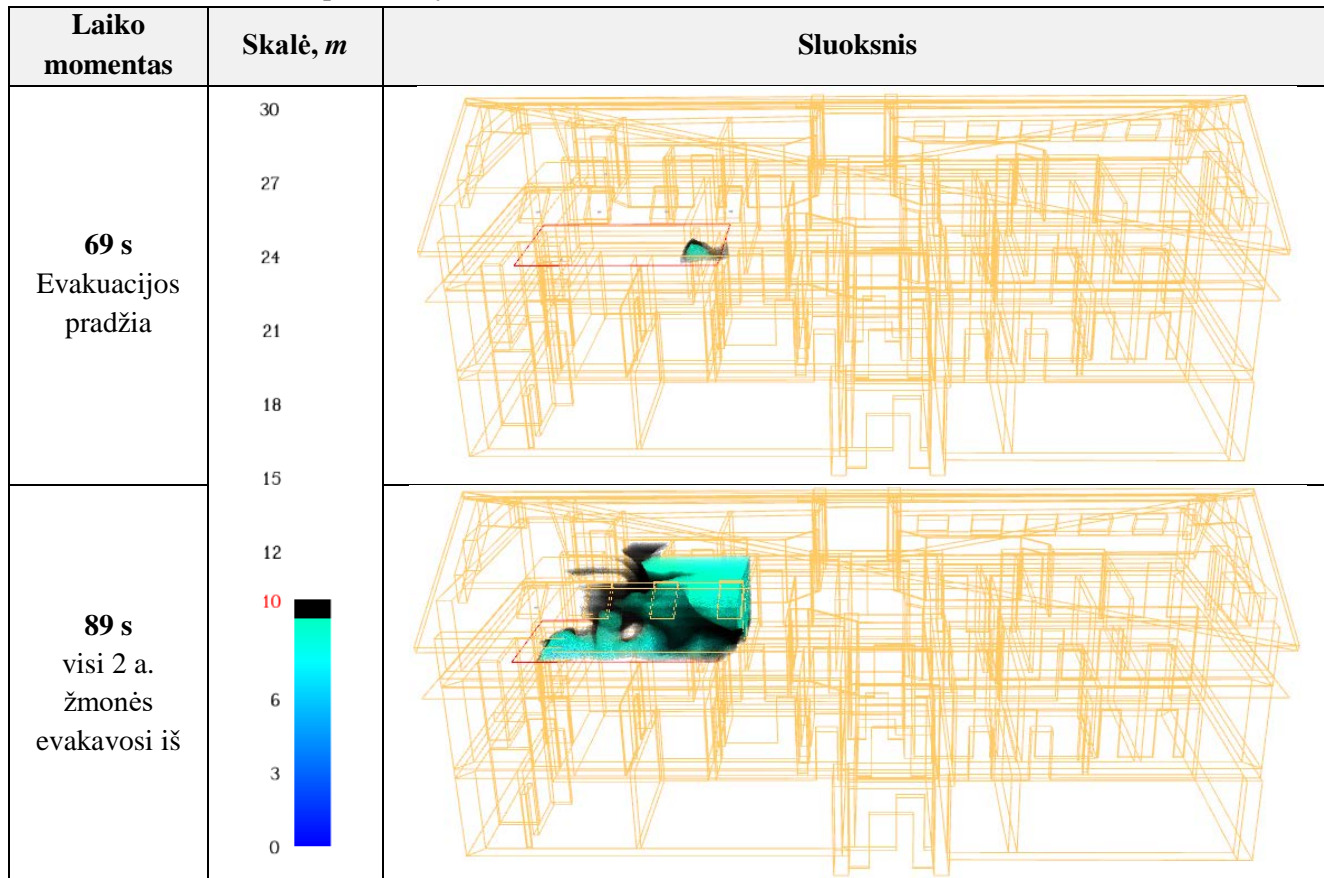 Laiko
momentas
Skalė, m
Sluoksnis
69 s
Evakuacijos
pradžia
30
27
24
21
18
15
12
10
6
3
0
89 s
visi 2 a.
žmonės
evakavosi iš